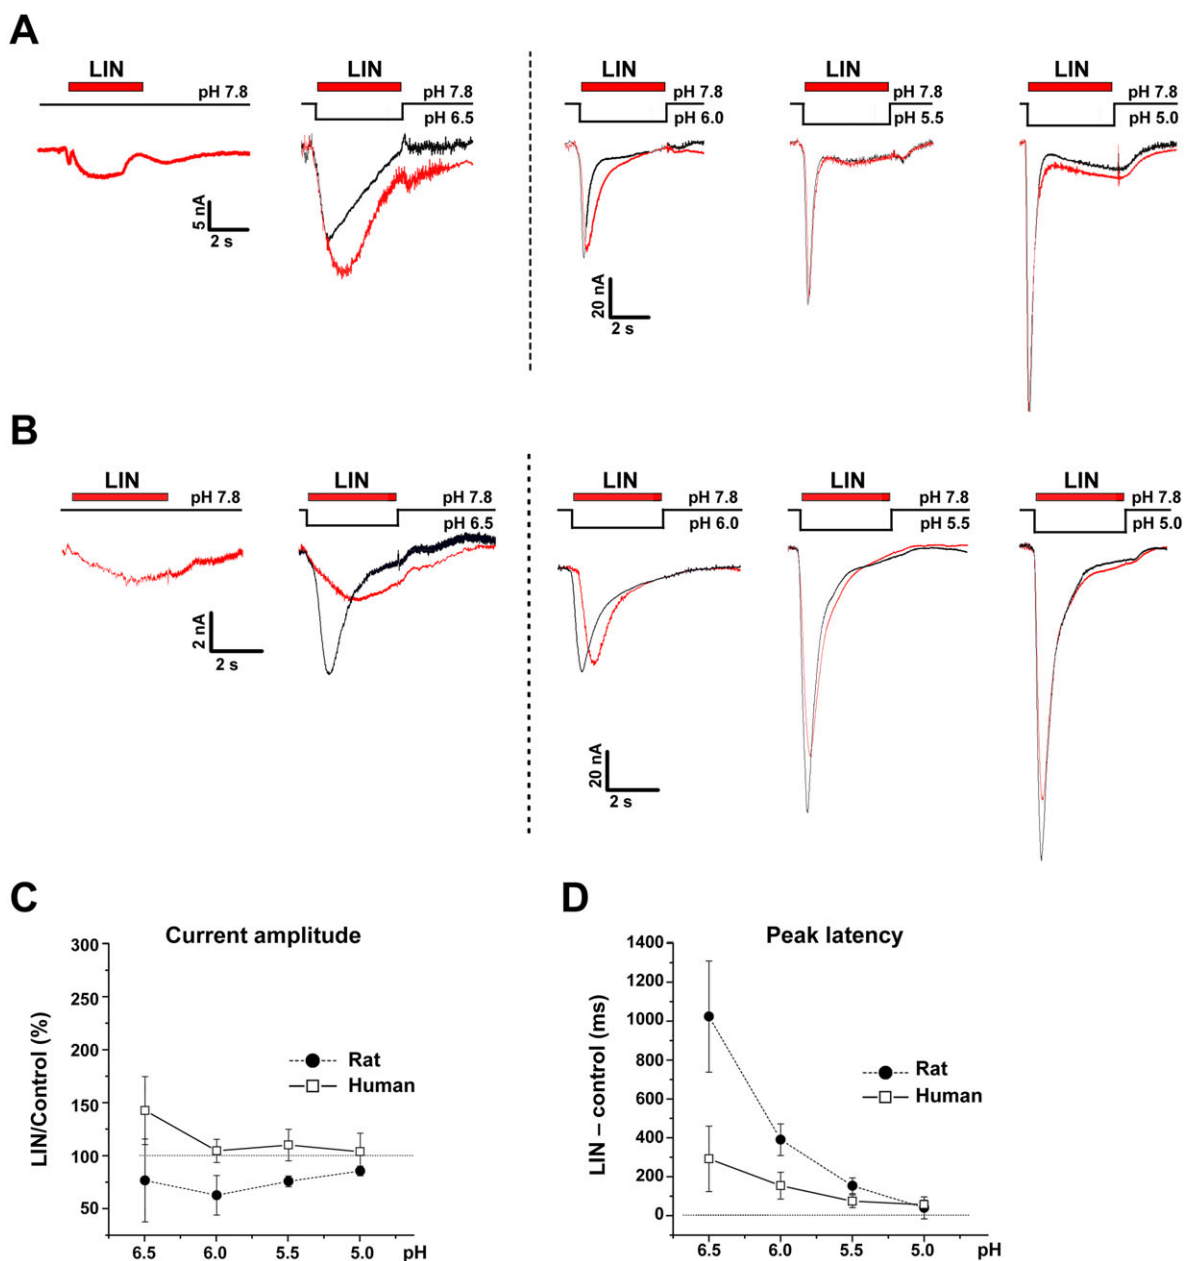 A
LIN LIN LIN LIN LIN
pH 7.8 pH 7.8 pH 7.8 pH 7.8 pH 7.8
pH 6.5 pH 6.0 pH 5.5 pH 5.0
5 nA
2 s
20 nA
2 s
B
LIN LIN LIN LIN LIN
pH 7.8 pH 7.8 pH 7.8 pH 7.8 pH 7.8
pH 6.5 pH 6.0 pH 5.5 pH 5.0
2 nA
2 s
20 nA
2 s
C
Current amplitude
LIN/Control (%)
300
250
200
150
100
50
Rat
Human
6.5 6.0 5.5 5.0 pH
D
Peak latency
LIN – control (ms)
1400
1200
1000
800
600
400
200
0
Rat
Human
6.5 6.0 5.5 5.0 pH